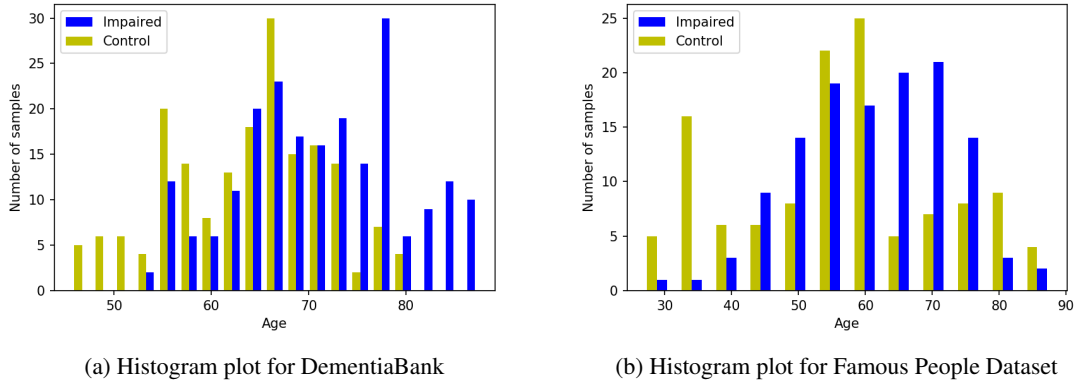 Impaired
Control
Number of samples
30
25
20
15
10
5
0
50 60 70 80
Age
(a) Histogram plot for DementiaBank
Impaired
Control
Number of samples
25
20
15
10
5
0
30 40 50 60 70 80 90
Age
(b) Histogram plot for Famous People Dataset